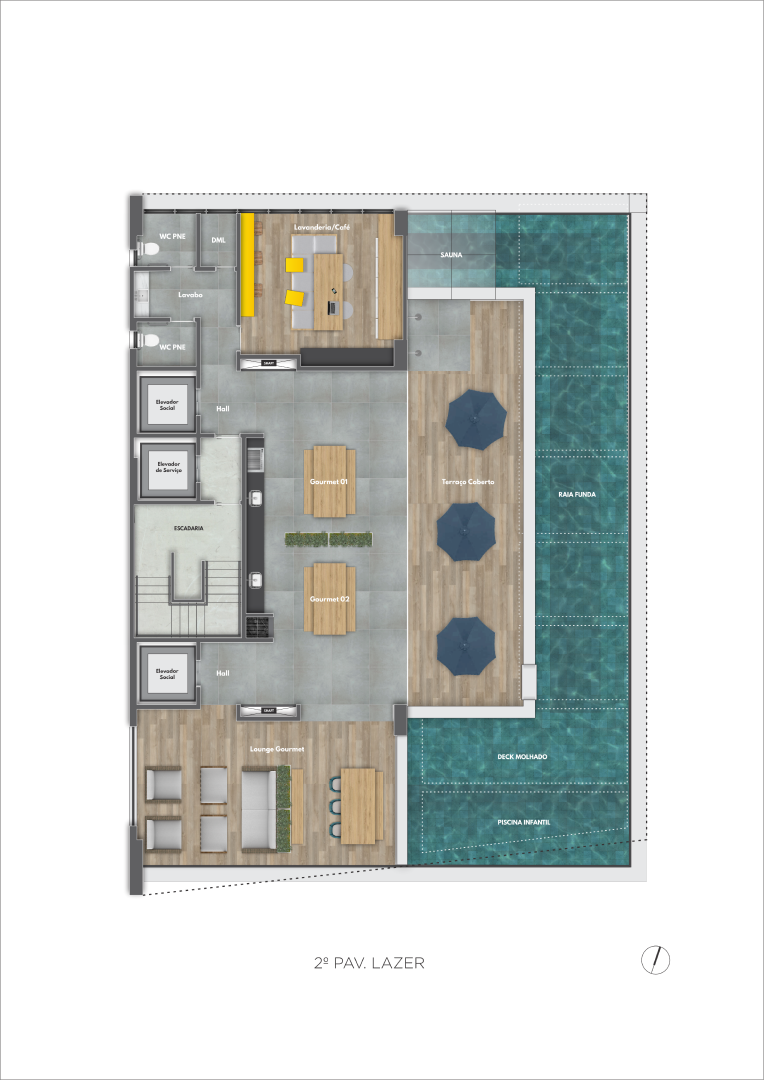 WC PNE
DML
Lavanderia/Café
SAUNA
Lavabo
WC PNE
SHAFT
Elevador
Social
Hall
Elevador
de Serviço
Gourmet 01
Terraço Coberto
RAIA FUNDA
ESCADARIA
Gourmet 02
Elevador
Social
Hall
SHAFT
Lounge Gourmet
DECK MOLHADO
PISCINA INFANTIL
2º PAV. LAZER